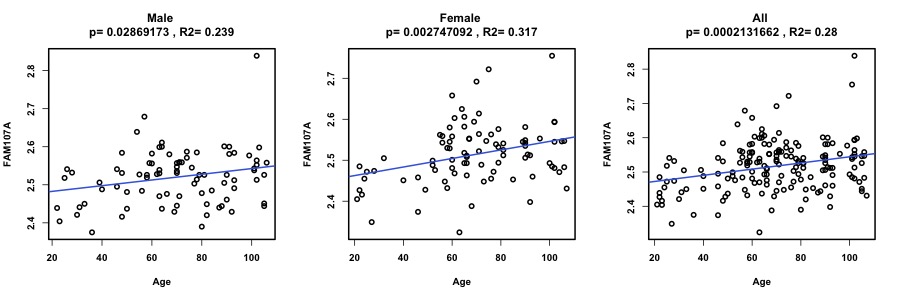 Male
p= 0.02869173 , R2= 0.239
FAM107A
2.8
2.7
2.6
2.5
2.4
20 40 60 80 100
Age
Female
p= 0.002747092 , R2= 0.317
FAM107A
2.7
2.6
2.5
2.4
20 40 60 80 100
Age
All
p= 0.0002131662 , R2= 0.28
FAM107A
2.8
2.7
2.6
2.5
2.4
20 40 60 80 100
Age